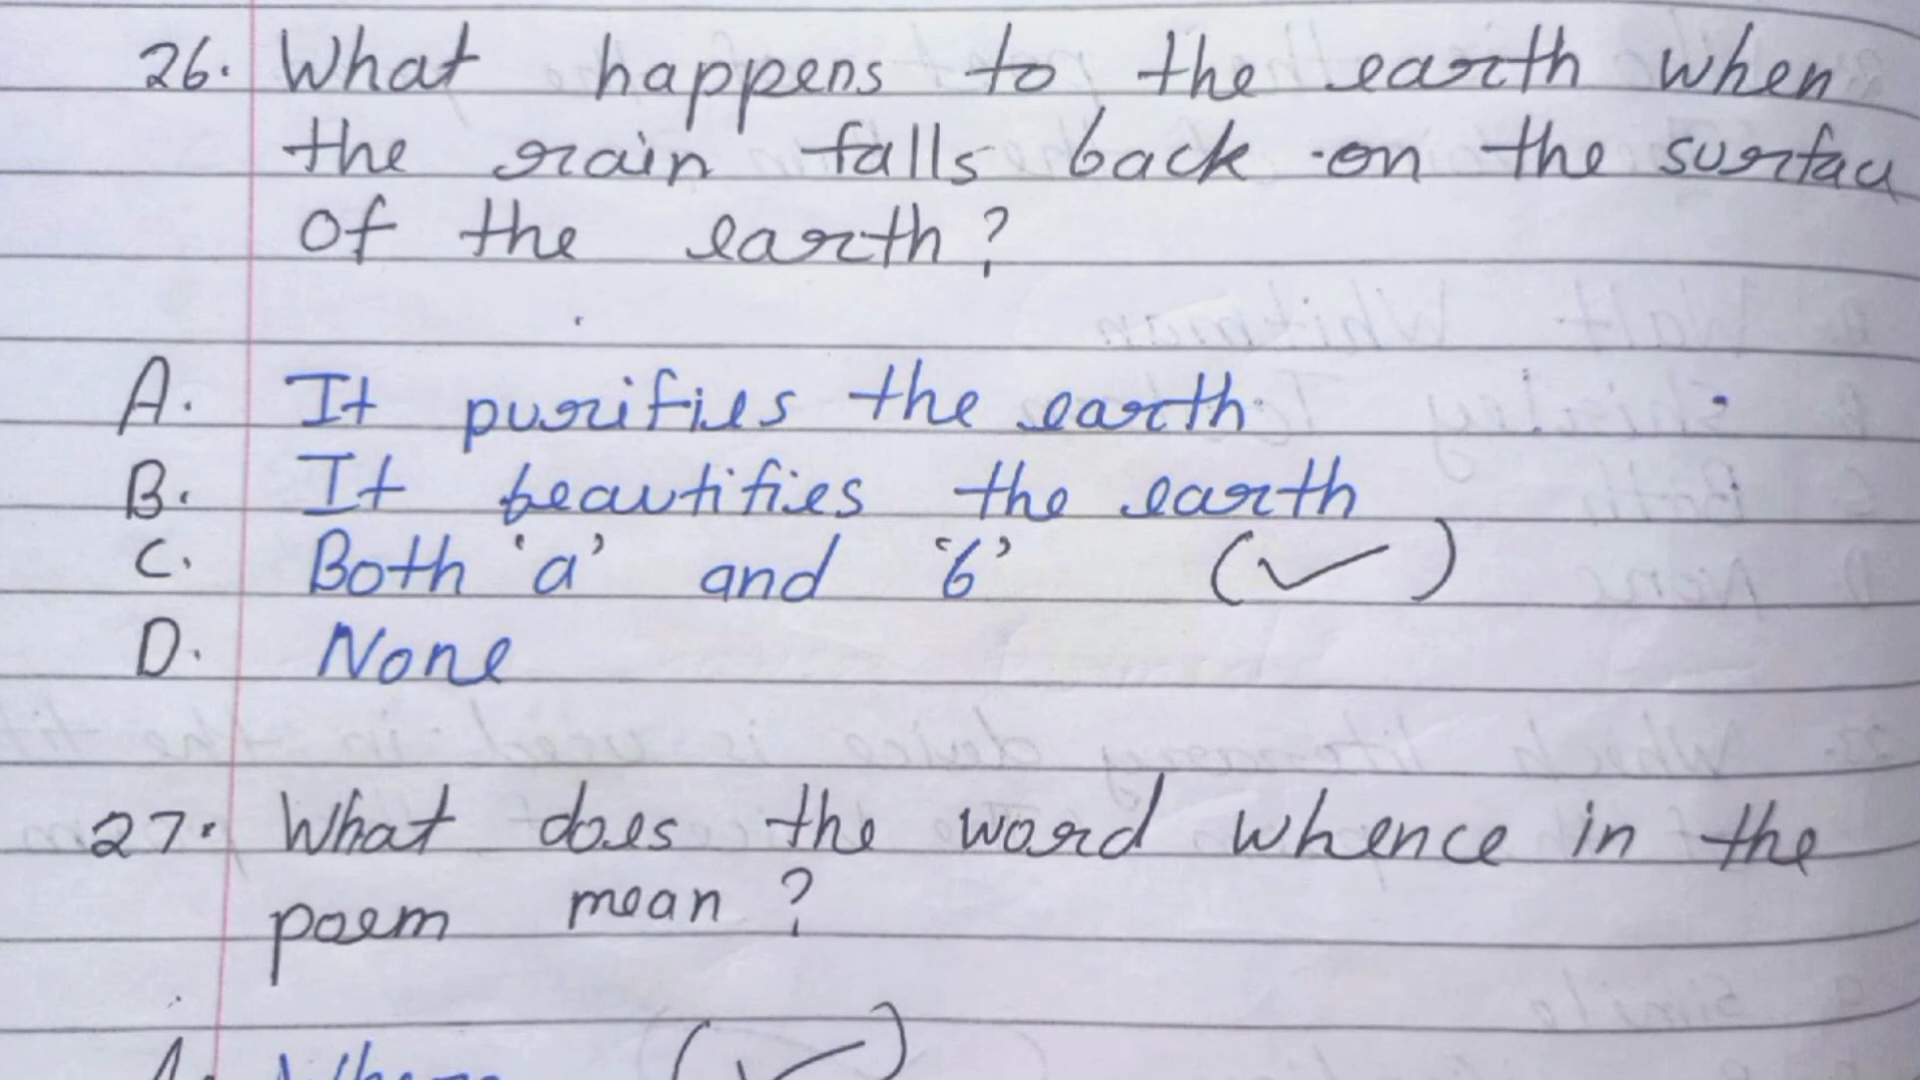 26. What happens to the earth when
the rain falls back on the surfac
of the earth?
A. It purifies the earth.
B. It beautifies the earth
C. Both 'a' and 'b' (✓)
D. None
27. What does the word whence in the
poem mean?
A. (✓)